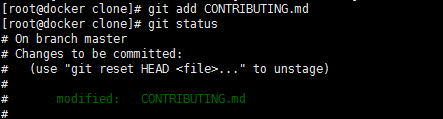 [root@docker clone]# git add CONTRIBUTING.md
[root@docker clone]# git status
# On branch master
# Changes to be committed:
#   (use "git reset HEAD <file>..." to unstage)
#
#       modified:   CONTRIBUTING.md
#